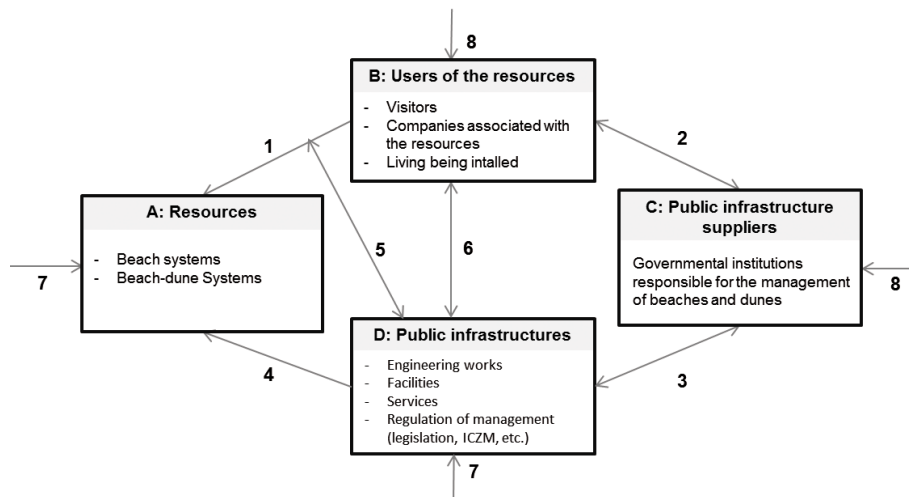 8
B: Users of the resources
- Visitors
- Companies associated with
the resources
- Living being intalled
1
2
A: Resources
- Beach systems
- Beach-dune Systems
C: Public infrastructure
suppliers
Governmental institutions
responsible for the management
of beaches and dunes
5
6
7
8
D: Public infrastructures
- Engineering works
- Facilities
- Services
- Regulation of management
(legislation, ICZM, etc.)
4
3
7